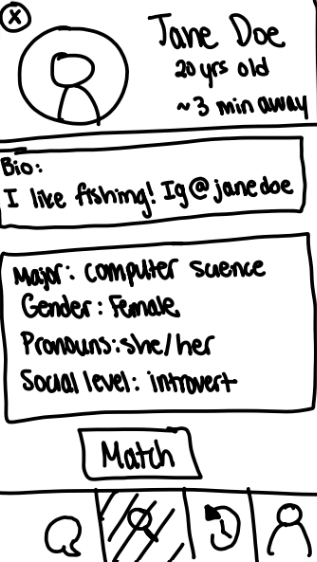 X
Jane Doe
20 yrs old
~3 min away
Bio:
I like fishing! Ig@janedoe
Major: computer science
Gender: Female
Pronouns: she/her
Social level: introvert
Match